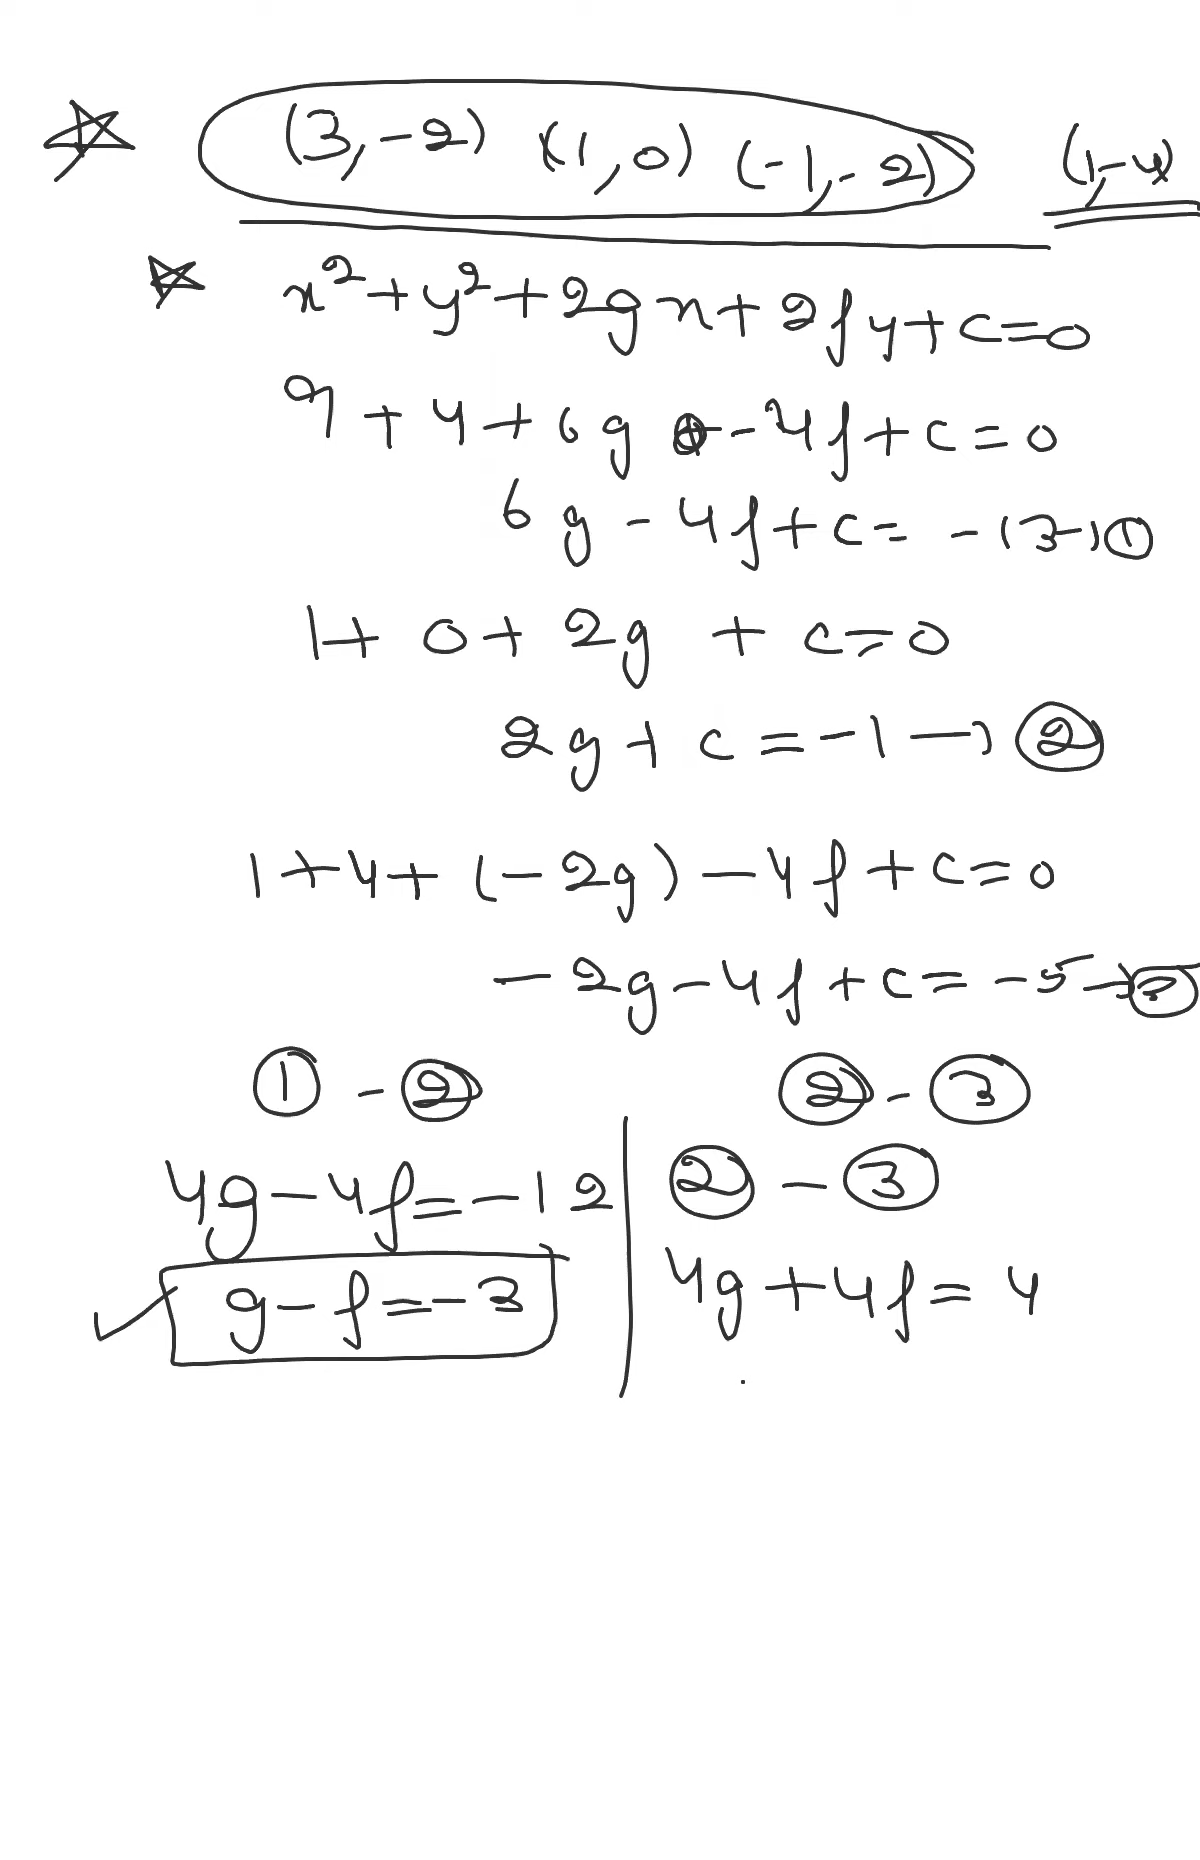 (3,-2) (1,0) (-1,-2) (1,-4)
x²+y²+2gx+2fy+c=0
9+4+6g-4f+c=0
6g-4f+c=-13→①
1+0+2g+c=0
2g+c=-1→②
1+4+(-2g)-4f+c=0
-2g-4f+c=-5→③
①-② ②-③
4g-4f=-12 ②-③
g-f=-3 4g+4f=4